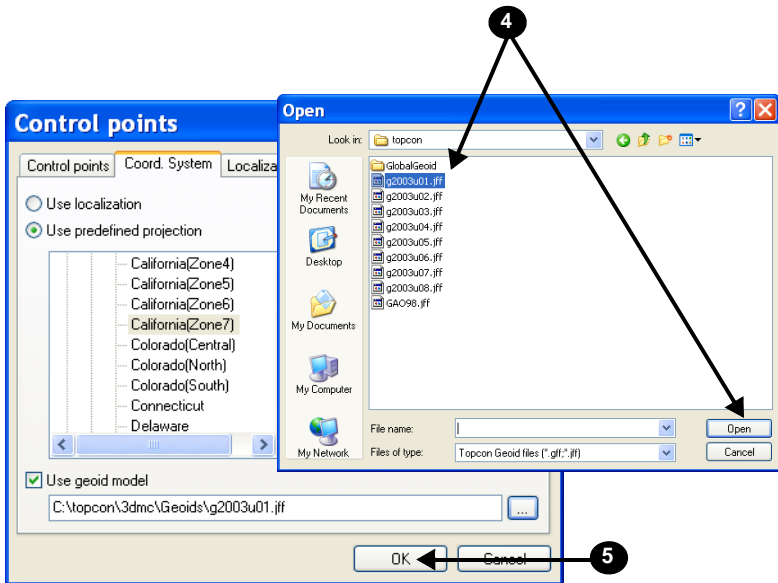 4
Control points
Control points
Coord. System
Localiza
Use localization
Use predefined projection
California(Zone4)
California(Zone5)
California(Zone6)
California(Zone7)
Colorado(Central)
Colorado(North)
Colorado(South)
Connecticut
Delaware
Use geoid model
C:\topcon\3dmc\Geoids\g2003u01.jff
...
OK
Cancel
5
Open
?
Look in:
topcon
My Recent
Documents
Desktop
My Documents
My Computer
My Network
GlobalGeoid
g2003u01.jff
g2003u02.jff
g2003u03.jff
g2003u04.jff
g2003u05.jff
g2003u06.jff
g2003u07.jff
g2003u08.jff
GAO98.jff
File name:
Open
Files of type:
Topcon Geoid files (*.gff;*.jff)
Cancel